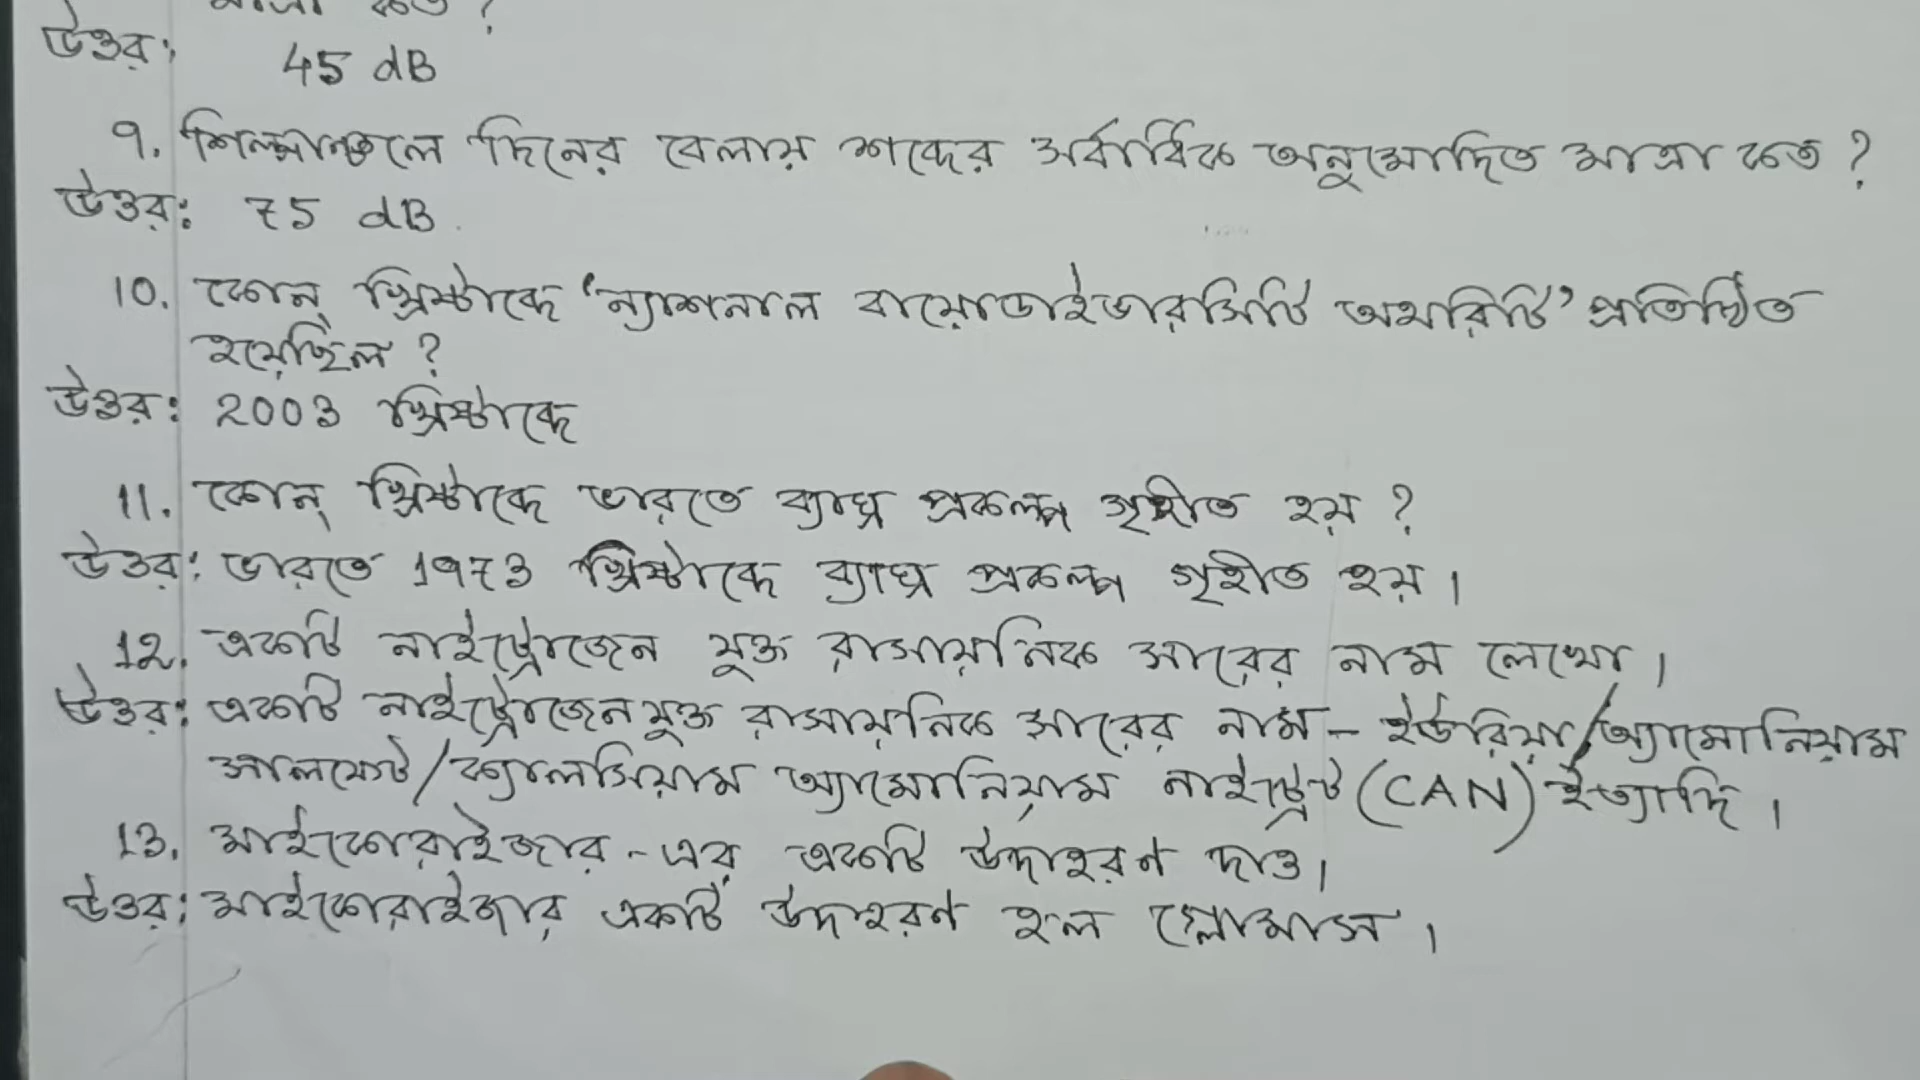 মাত্রা কত?
উত্তর: 45 dB
9. শিল্পাঞ্চলে দিনের বেলায় শব্দের সর্বাধিক অনুমোদিত মাত্রা কত?
উত্তর: 75 dB.
10. কোন্ খ্রিস্টাব্দে 'ন্যাশনাল বায়োডাইভারসিটি অথরিটি' প্রতিষ্ঠিত
হয়েছিল?
উত্তর: 2003 খ্রিস্টাব্দে
11. কোন্ খ্রিস্টাব্দে ভারতে ব্যাঘ্র প্রকল্প গৃহীত হয়?
উত্তর: ভারতে 1973 খ্রিস্টাব্দে ব্যাঘ্র প্রকল্প গৃহীত হয়।
12. একটি নাইট্রোজেন যুক্ত রাসায়নিক সারের নাম লেখো।
উত্তর: একটি নাইট্রোজেনযুক্ত রাসায়নিক সারের নাম – ইউরিয়া/অ্যামোনিয়াম
সালফেট/ক্যালসিয়াম অ্যামোনিয়াম নাইট্রেট (CAN) ইত্যাদি।
13. মাইকোরাইজার-এর একটি উদাহরণ দাও।
উত্তর: মাইকোরাইজার একটি উদাহরণ হল গ্লোমাস।